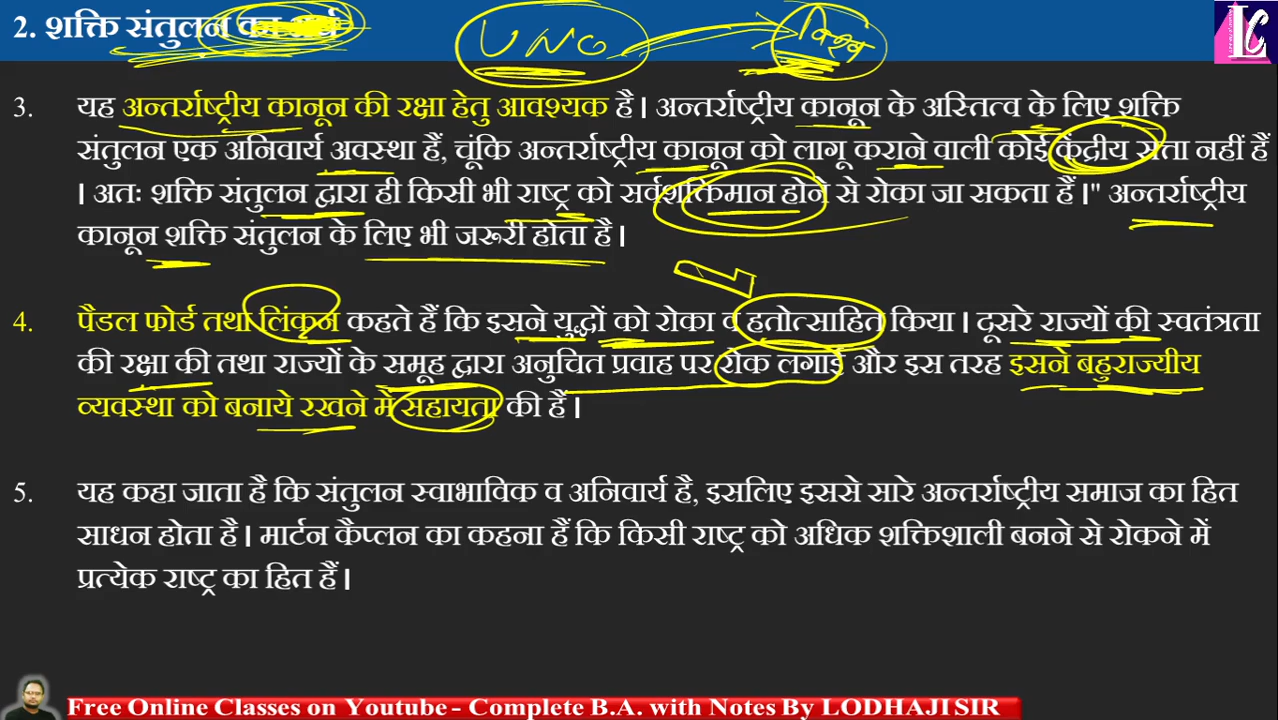 2. शक्ति संतुलन का अर्थ
UNO
विश्व
LC
3. यह अन्तर्राष्ट्रीय कानून की रक्षा हेतु आवश्यक है। अन्तर्राष्ट्रीय कानून के अस्तित्व के लिए शक्ति
संतुलन एक अनिवार्य अवस्था हैं, चूंकि अन्तर्राष्ट्रीय कानून को लागू कराने वाली कोई केंद्रीय सत्ता नहीं हैं
। अतः शक्ति संतुलन द्वारा ही किसी भी राष्ट्र को सर्वशक्तिमान होने से रोका जा सकता हैं।" अन्तर्राष्ट्रीय
कानून शक्ति संतुलन के लिए भी जरूरी होता है।
4. पैडल फोर्ड तथा लिंकन कहते हैं कि इसने युद्धों को रोका व हतोत्साहित किया। दूसरे राज्यों की स्वतंत्रता
की रक्षा की तथा राज्यों के समूह द्वारा अनुचित प्रवाह पर रोक लगाई और इस तरह इसने बहुराज्यीय
व्यवस्था को बनाये रखने में सहायता की हैं।
5. यह कहा जाता है कि संतुलन स्वाभाविक व अनिवार्य है, इसलिए इससे सारे अन्तर्राष्ट्रीय समाज का हित
साधन होता है। मार्टन कैप्लन का कहना हैं कि किसी राष्ट्र को अधिक शक्तिशाली बनने से रोकने में
प्रत्येक राष्ट्र का हित हैं।
Free Online Classes on Youtube - Complete B.A. with Notes By LODHAJI SIR